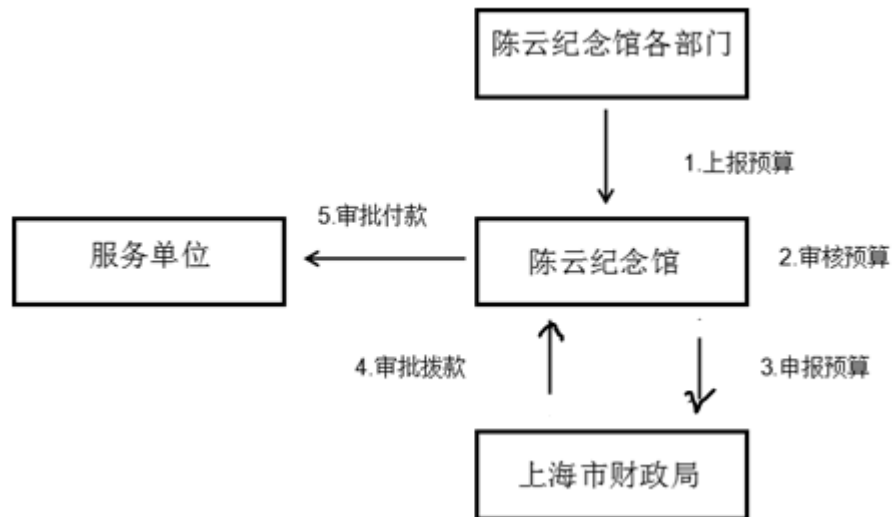 陈云纪念馆各部门
1.上报预算
5.审批付款
服务单位
陈云纪念馆
2.审核预算
4.审批拨款
3.申报预算
上海市财政局